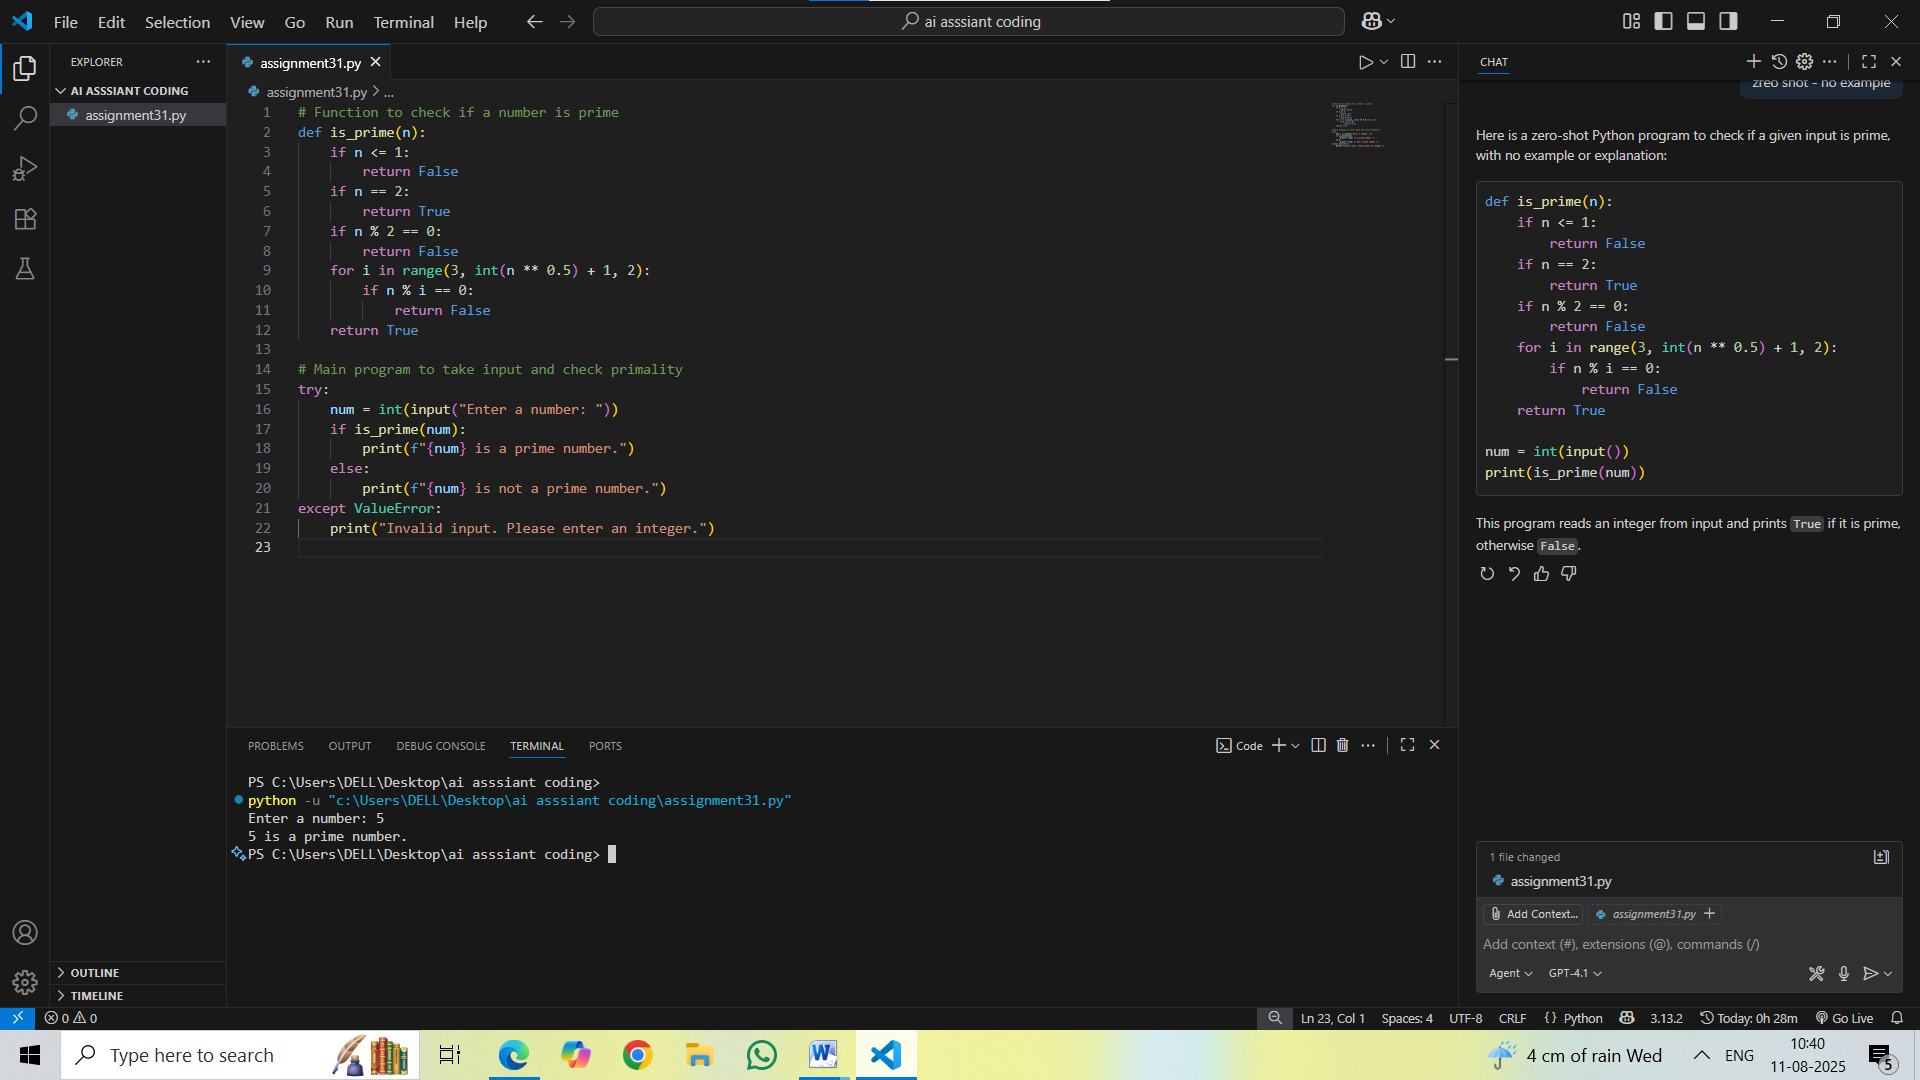 File Edit Selection View Go Run Terminal Help
ai asssiant coding
EXPLORER
AI ASSSIANT CODING
assignment31.py
assignment31.py
assignment31.py > ...
1 # Function to check if a number is prime
2 def is_prime(n):
3     if n <= 1:
4         return False
5     if n == 2:
6         return True
7     if n % 2 == 0:
8         return False
9     for i in range(3, int(n ** 0.5) + 1, 2):
10         if n % i == 0:
11             return False
12     return True
13
14 # Main program to take input and check primality
15 try:
16     num = int(input("Enter a number: "))
17     if is_prime(num):
18         print(f"{num} is a prime number.")
19     else:
20         print(f"{num} is not a prime number.")
21 except ValueError:
22     print("Invalid input. Please enter an integer.")
23
PROBLEMS OUTPUT DEBUG CONSOLE TERMINAL PORTS
Code
PS C:\Users\DELL\Desktop\ai asssiant coding>
python -u "c:\Users\DELL\Desktop\ai asssiant coding\assignment31.py"
Enter a number: 5
5 is a prime number.
PS C:\Users\DELL\Desktop\ai asssiant coding>
OUTLINE
TIMELINE
CHAT
zreo shot - no example
Here is a zero-shot Python program to check if a given input is prime,
with no example or explanation:
def is_prime(n):
    if n <= 1:
        return False
    if n == 2:
        return True
    if n % 2 == 0:
        return False
    for i in range(3, int(n ** 0.5) + 1, 2):
        if n % i == 0:
            return False
    return True
num = int(input())
print(is_prime(num))
This program reads an integer from input and prints True if it is prime,
otherwise False.
1 file changed
assignment31.py
Add Context... assignment31.py
Add context (#), extensions (@), commands (/)
Agent GPT-4.1
0 0
Ln 23, Col 1 Spaces: 4 UTF-8 CRLF {} Python 3.13.2 Today: 0h 28m Go Live
Type here to search
4 cm of rain Wed
ENG
10:40
11-08-2025
5